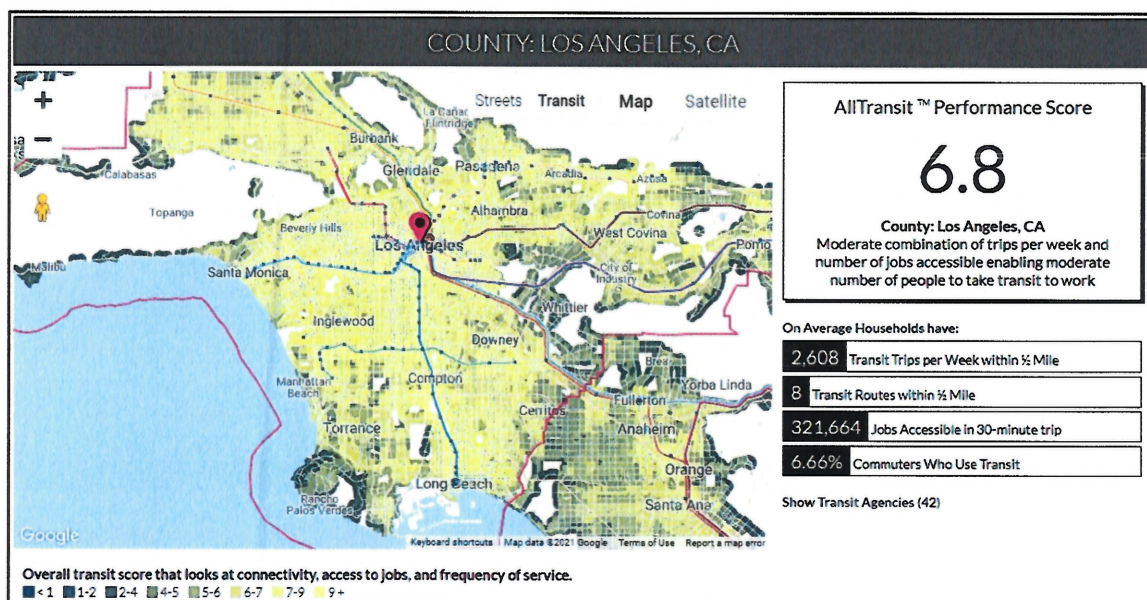 COUNTY: LOS ANGELES, CA
Streets Transit Map Satellite
+
−
La Cañar
Flintridge
Burbank
Glendale
Pasadena
Arcadia
Azusa
Calabasas
Topanga
Beverly Hills
Alhambra
Covina
West Covina
Los Angeles
Pomo
Malibu
Santa Monica
City of
Industry
Whittier
Inglewood
Downey
Brea
Manhattan
Beach
Compton
Yorba Linda
Fullerton
Cerritos
Anaheim
Torrance
Orange
Long Beach
Rancho
Palos Verdes
Santa Ana
Google
Keyboard shortcuts Map data ©2021 Google Terms of Use Report a map error
AllTransit ™ Performance Score
6.8
County: Los Angeles, CA
Moderate combination of trips per week and
number of jobs accessible enabling moderate
number of people to take transit to work
On Average Households have:
2,608 Transit Trips per Week within ½ Mile
8 Transit Routes within ½ Mile
321,664 Jobs Accessible in 30-minute trip
6.66% Commuters Who Use Transit
Show Transit Agencies (42)
Overall transit score that looks at connectivity, access to jobs, and frequency of service.
< 1 1-2 2-4 4-5 5-6 6-7 7-9 9 +